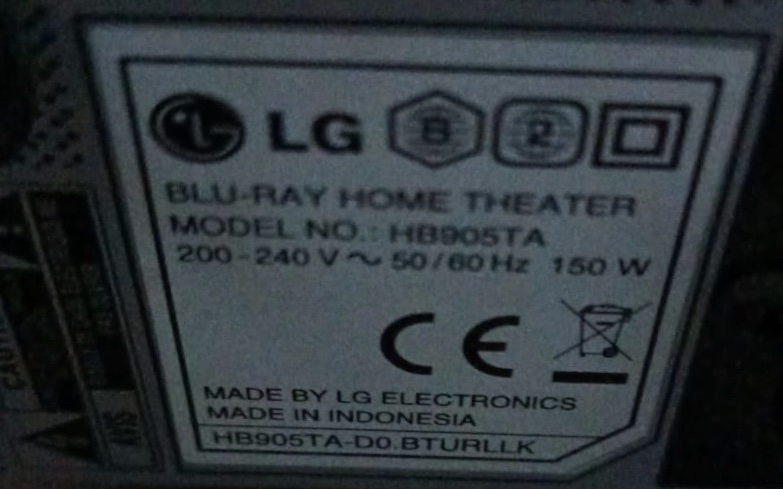 LG B 2
BLU-RAY HOME THEATER
MODEL NO.: HB905TA
200-240 V ~ 50/60 Hz 150 W
CE
MADE BY LG ELECTRONICS
MADE IN INDONESIA
HB905TA-D0.BTURLLK